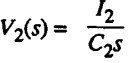 V₂(s) = I₂ / C₂s